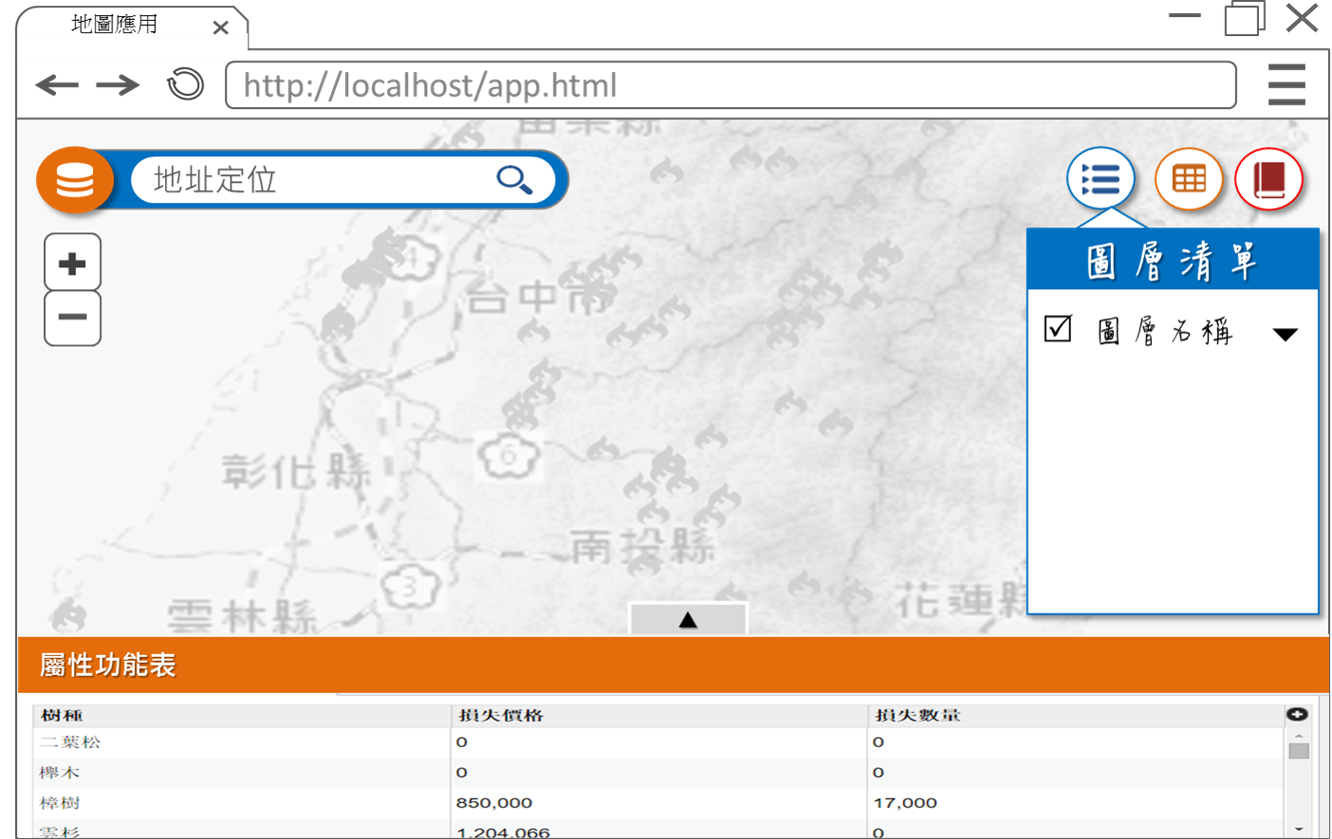 地圖應用
http://localhost/app.html
苗栗縣
地址定位
圖層清單
4
台中市
圖層名稱
6
彰化縣
南投縣
3
雲林縣
花蓮縣
屬性功能表
樹種 損失價格 損失數量
二葉松 0 0
櫸木 0 0
樟樹 850,000 17,000
雲杉 1,204,066 0